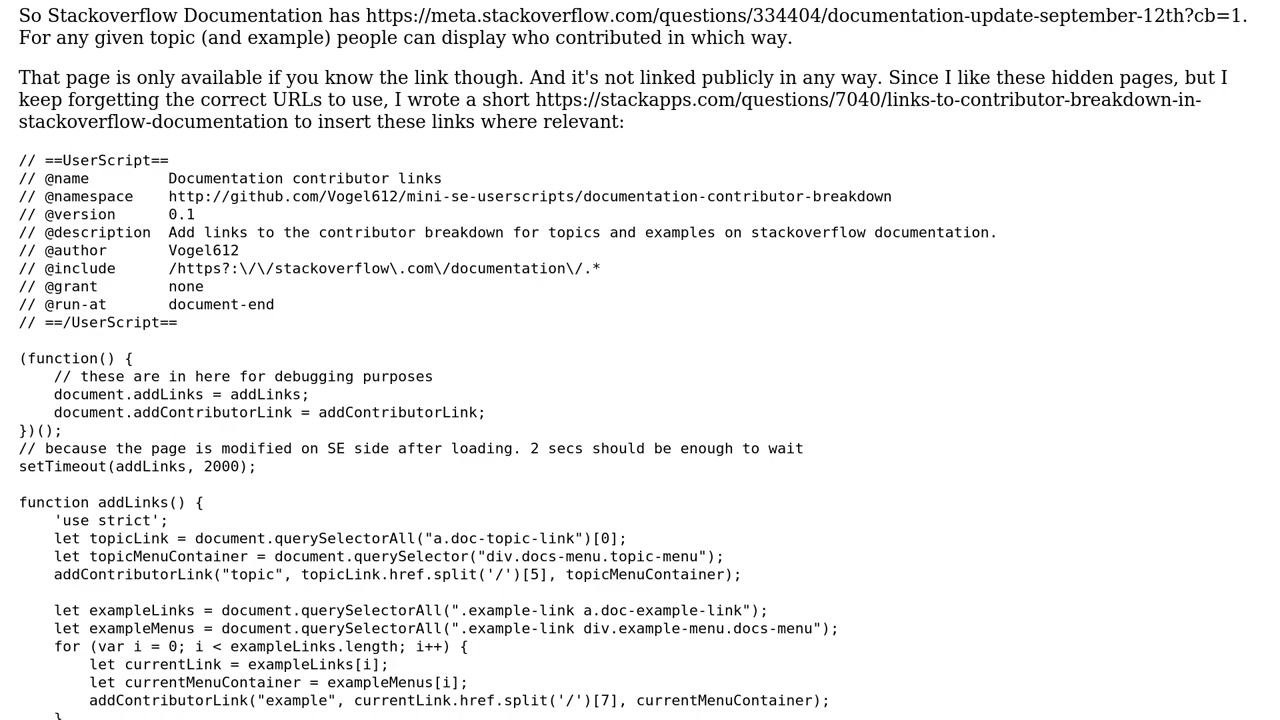 So Stackoverflow Documentation has https://meta.stackoverflow.com/questions/334404/documentation-update-september-12th?cb=1.
For any given topic (and example) people can display who contributed in which way.

That page is only available if you know the link though. And it's not linked publicly in any way. Since I like these hidden pages, but I
keep forgetting the correct URLs to use, I wrote a short https://stackapps.com/questions/7040/links-to-contributor-breakdown-in-
stackoverflow-documentation to insert these links where relevant:

// ==UserScript==
// @name         Documentation contributor links
// @namespace    http://github.com/Vogel612/mini-se-userscripts/documentation-contributor-breakdown
// @version      0.1
// @description  Add links to the contributor breakdown for topics and examples on stackoverflow documentation.
// @author       Vogel612
// @include      /https?:\/\/stackoverflow\.com\/documentation\/.*
// @grant        none
// @run-at       document-end
// ==/UserScript==

(function() {
    // these are in here for debugging purposes
    document.addLinks = addLinks;
    document.addContributorLink = addContributorLink;
})();
// because the page is modified on SE side after loading. 2 secs should be enough to wait
setTimeout(addLinks, 2000);

function addLinks() {
    'use strict';
    let topicLink = document.querySelectorAll("a.doc-topic-link")[0];
    let topicMenuContainer = document.querySelector("div.docs-menu.topic-menu");
    addContributorLink("topic", topicLink.href.split('/')[5], topicMenuContainer);

    let exampleLinks = document.querySelectorAll(".example-link a.doc-example-link");
    let exampleMenus = document.querySelectorAll(".example-link div.example-menu.docs-menu");
    for (var i = 0; i < exampleLinks.length; i++) {
        let currentLink = exampleLinks[i];
        let currentMenuContainer = exampleMenus[i];
        addContributorLink("example", currentLink.href.split('/')[7], currentMenuContainer);
    }